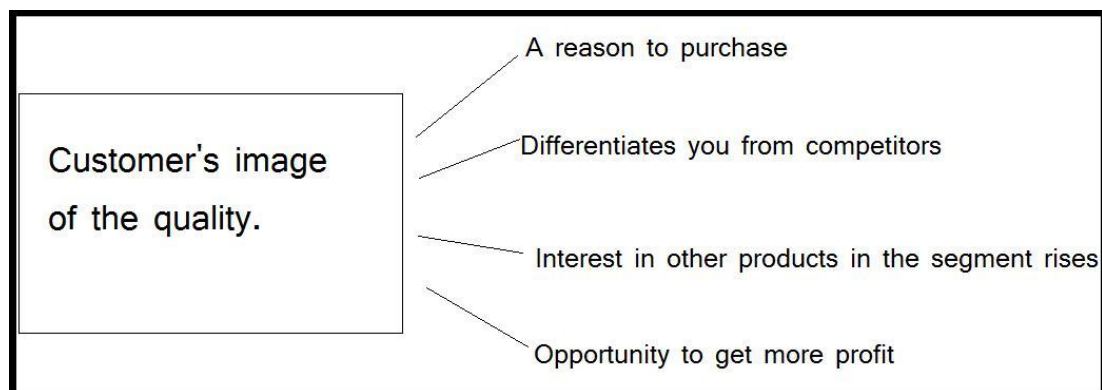 A reason to purchase
Customer's image
of the quality.
Differentiates you from competitors
Interest in other products in the segment rises
Opportunity to get more profit